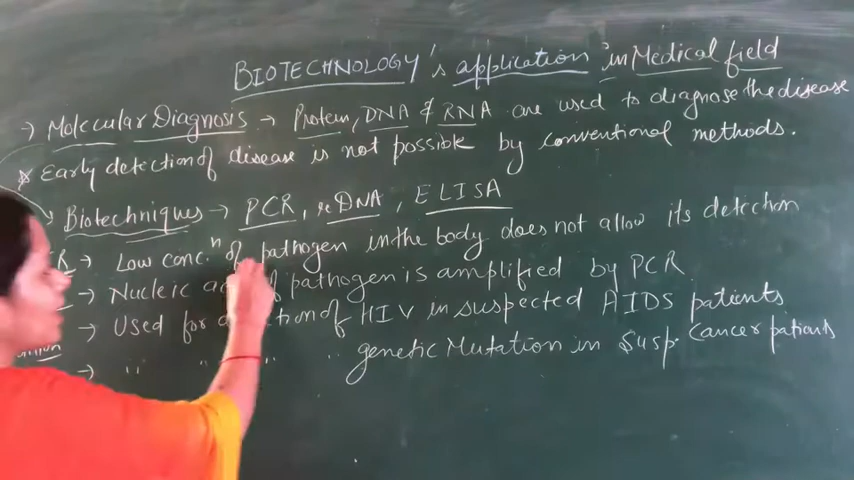 BIOTECHNOLOGY's application in Medical field
→ Molecular Diagnosis → Protein, DNA & RNA are used to diagnose the disease
* Early detection of disease is not possible by conventional methods.
Biotechniques → PCR, rDNA, ELISA
R → Low concⁿ of pathogen in the body does not allow its detection
→ Nucleic of pathogen is amplified by PCR
→ Used for of HIV in suspected AIDS patients
→ " " " " genetic Mutation in Susp. Cancer patients